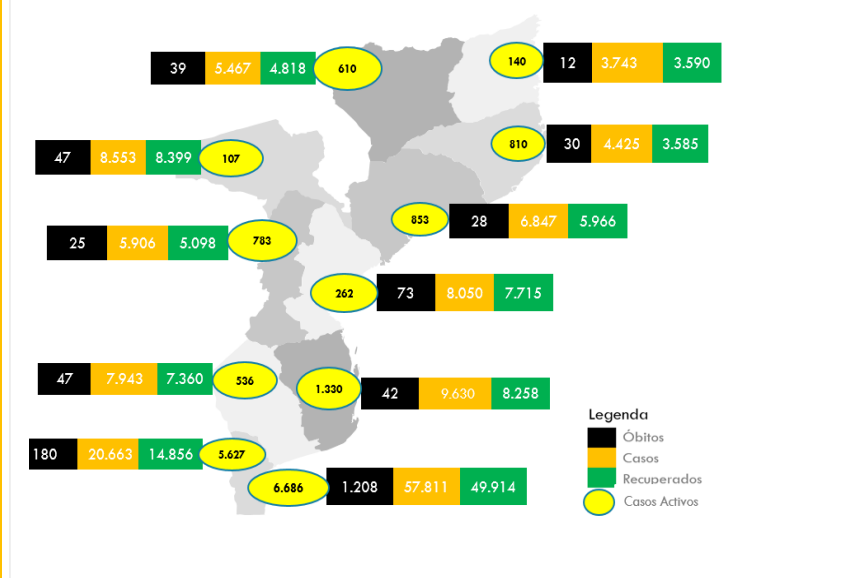 39 5.467 4.818 610
140 12 3.743 3.590
47 8.553 8.399 107
810 30 4.425 3.585
853 28 6.847 5.966
25 5.906 5.098 783
262 73 8.050 7.715
47 7.943 7.360 536
1.330 42 9.630 8.258
180 20.663 14.856 5.627
6.686 1.208 57.811 49.914
Legenda
Óbitos
Casos
Recuperados
Casos Activos